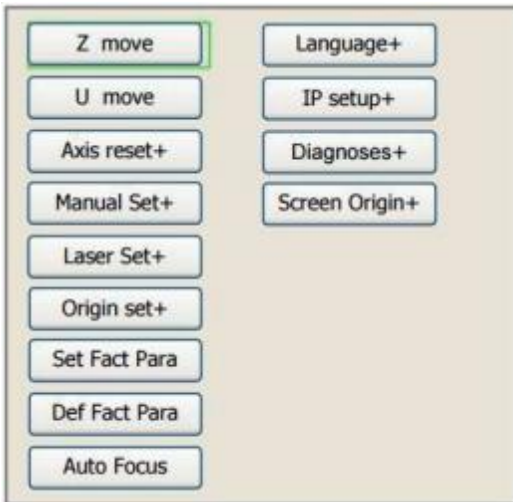 Z move
U move
Axis reset+
Manual Set+
Laser Set+
Origin set+
Set Fact Para
Def Fact Para
Auto Focus
Language+
IP setup+
Diagnoses+
Screen Origin+